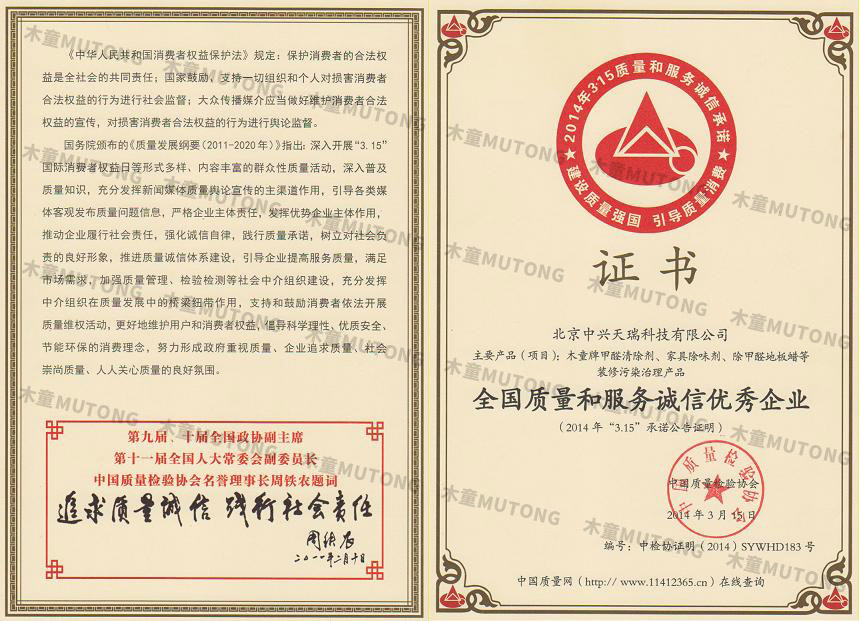 《中华人民共和国消费者权益保护法》规定：保护消费者的合法权
益是全社会的共同责任；国家鼓励，支持一切组织和个人对损害消费者
合法权益的行为进行社会监督；大众传播媒介应当做好维护消费者合法
权益的宣传，对损害消费者合法权益的行为进行舆论监督。
国务院颁布的《质量发展纲要（2011-2020年）》指出：深入开展“3.15”
国际消费者权益日等形式多样、内容丰富的群众性质量活动，深入普及
质量知识，充分发挥新闻媒体质量舆论宣传的主渠道作用，引导各类媒
体客观发布质量问题信息，严格企业主体责任，发挥优势企业主体作用，
推动企业履行社会责任，强化诚信自律，践行质量承诺，树立对社会负
责的良好形象，推进质量诚信体系建设，引导企业提高服务质量，满足
市场需求，加强质量管理、检验检测等社会中介组织建设，充分发挥
中介组织在质量发展中的桥梁纽带作用，支持和鼓励消费者依法开展
质量维权活动，更好地维护用户和消费者权益，倡导科学理性、优质安全、
节能环保的消费理念，努力形成政府重视质量、企业追求质量、社会
崇尚质量、人人关心质量的良好氛围。
第九届、十届全国政协副主席
第十一届全国人大常委会副委员长
中国质量检验协会名誉理事长周铁农题词
追求质量诚信 践行社会责任
周铁农
二〇一一年二月十日
2014年3·15质量和服务诚信承诺
建设质量强国 引导质量消费
证书
北京中兴天瑞科技有限公司
主要产品（项目）：木童牌甲醛清除剂、家具除味剂、除甲醛地板蜡等
装修污染治理产品
全国质量和服务诚信优秀企业
（2014 年“3.15”承诺公告证明）
中国质量检验协会
中国质量检验协会
2014 年 3 月 15 日
编号：中检协证明（2014）SYWHD183 号
中国质量网（http:// www.11412365.cn）在线查询
木童MUTONG